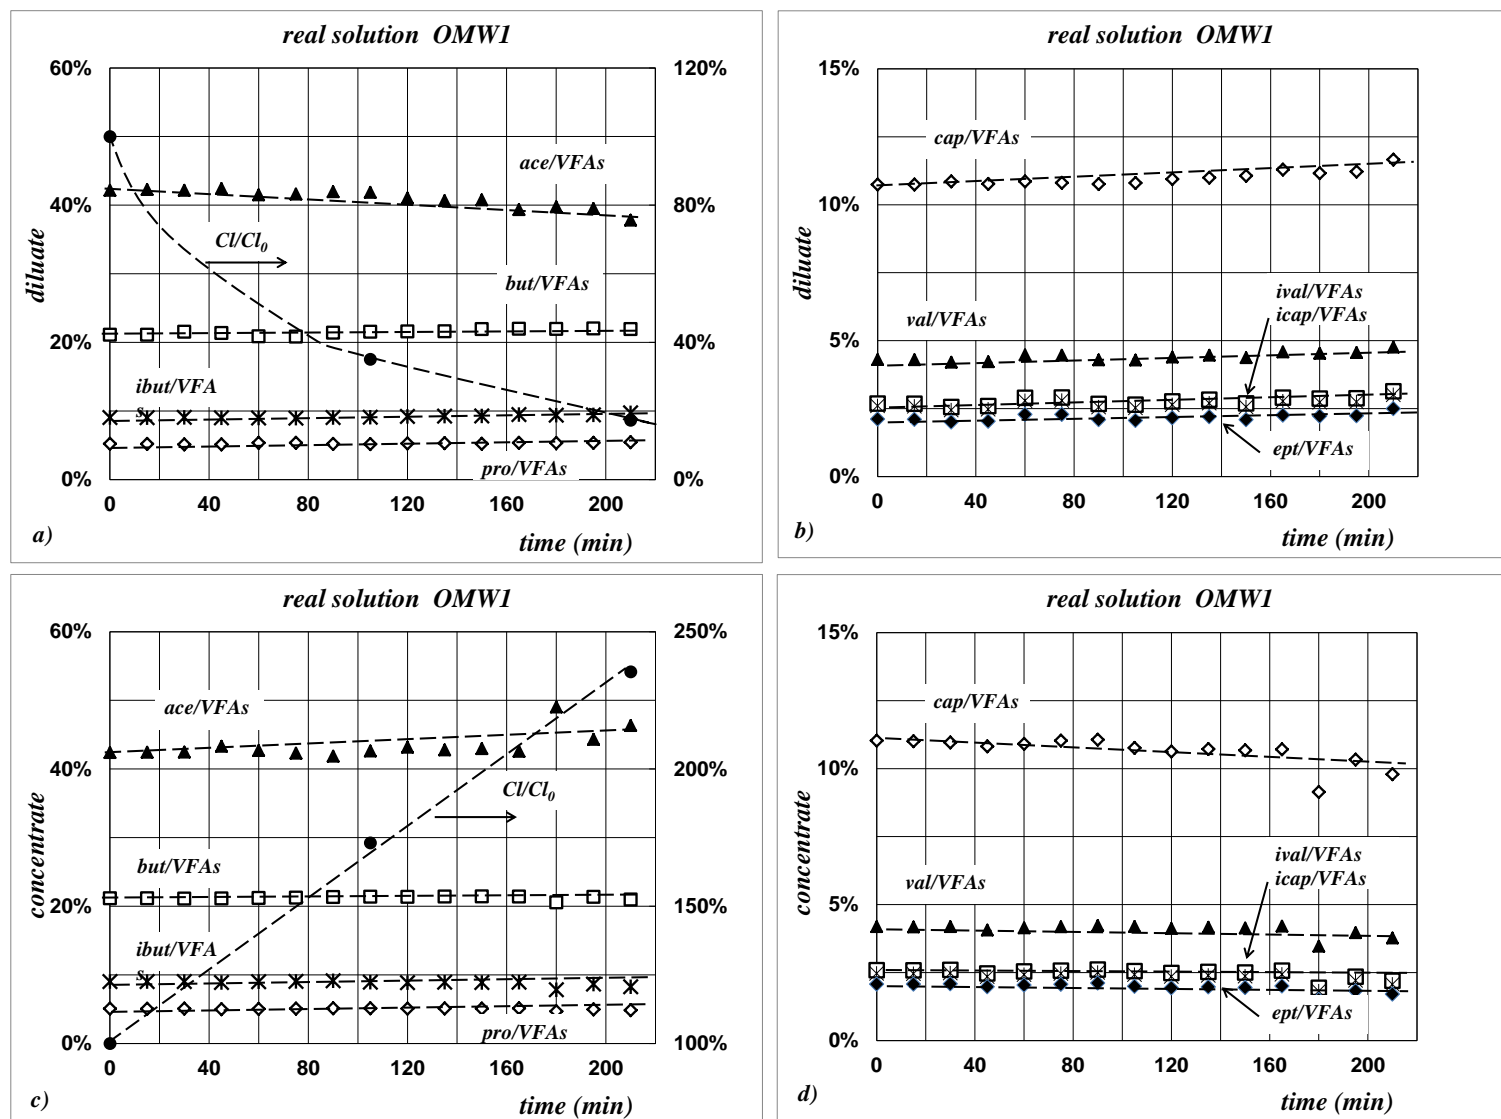 real solution OMW1
60%
120%
ace/VFAs
40%
80%
Cl/Cl0
but/VFAs
diluate
20%
40%
ibut/VFA
s
pro/VFAs
0%
0%
0 40 80 120 160 200
a)
time (min)
real solution OMW1
15%
cap/VFAs
10%
diluate
ival/VFAs
icap/VFAs
val/VFAs
5%
ept/VFAs
0%
0 40 80 120 160 200
b)
time (min)
real solution OMW1
60%
250%
ace/VFAs
40%
200%
Cl/Cl0
but/VFAs
concentrate
20%
150%
ibut/VFA
s
pro/VFAs
0%
100%
0 40 80 120 160 200
c)
time (min)
real solution OMW1
15%
cap/VFAs
10%
concentrate
ival/VFAs
icap/VFAs
val/VFAs
5%
ept/VFAs
0%
0 40 80 120 160 200
d)
time (min)